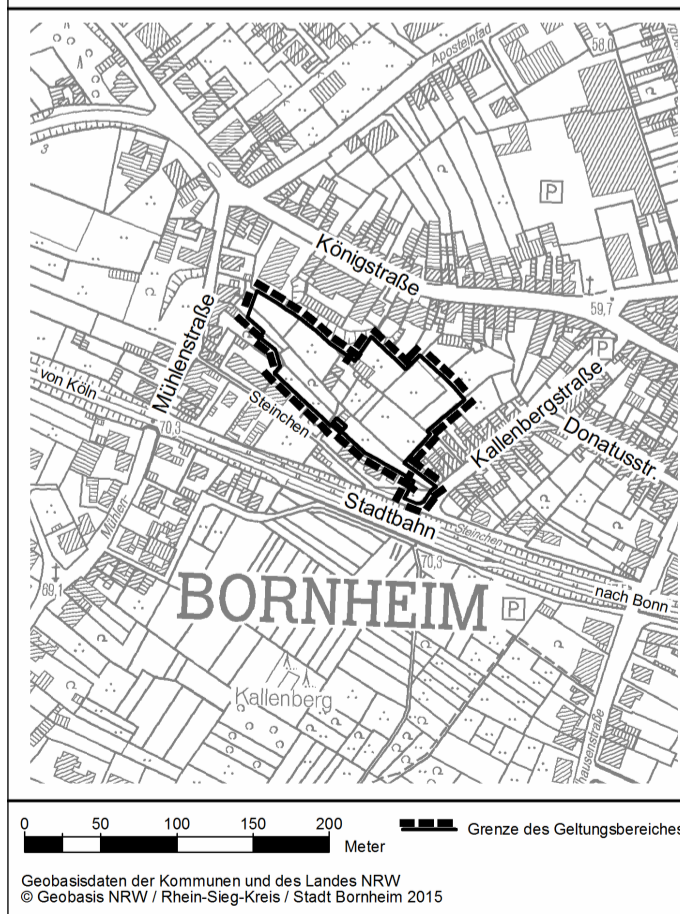 Apostelpfad
58,0
3
P
Königstraße
59,7
P
Mühlenstraße
von Köln
70,3
Steinchen
Kallenbergstraße
Donatusstr.
Mühlen-
Stadtbahn
Steinchen
70,3
nach Bonn
69,1
BORNHEIM
P
Kallenberg
hausenstraße
0 50 100 150 200
Meter
Grenze des Geltungsbereiches
Geobasisdaten der Kommunen und des Landes NRW
© Geobasis NRW / Rhein-Sieg-Kreis / Stadt Bornheim 2015